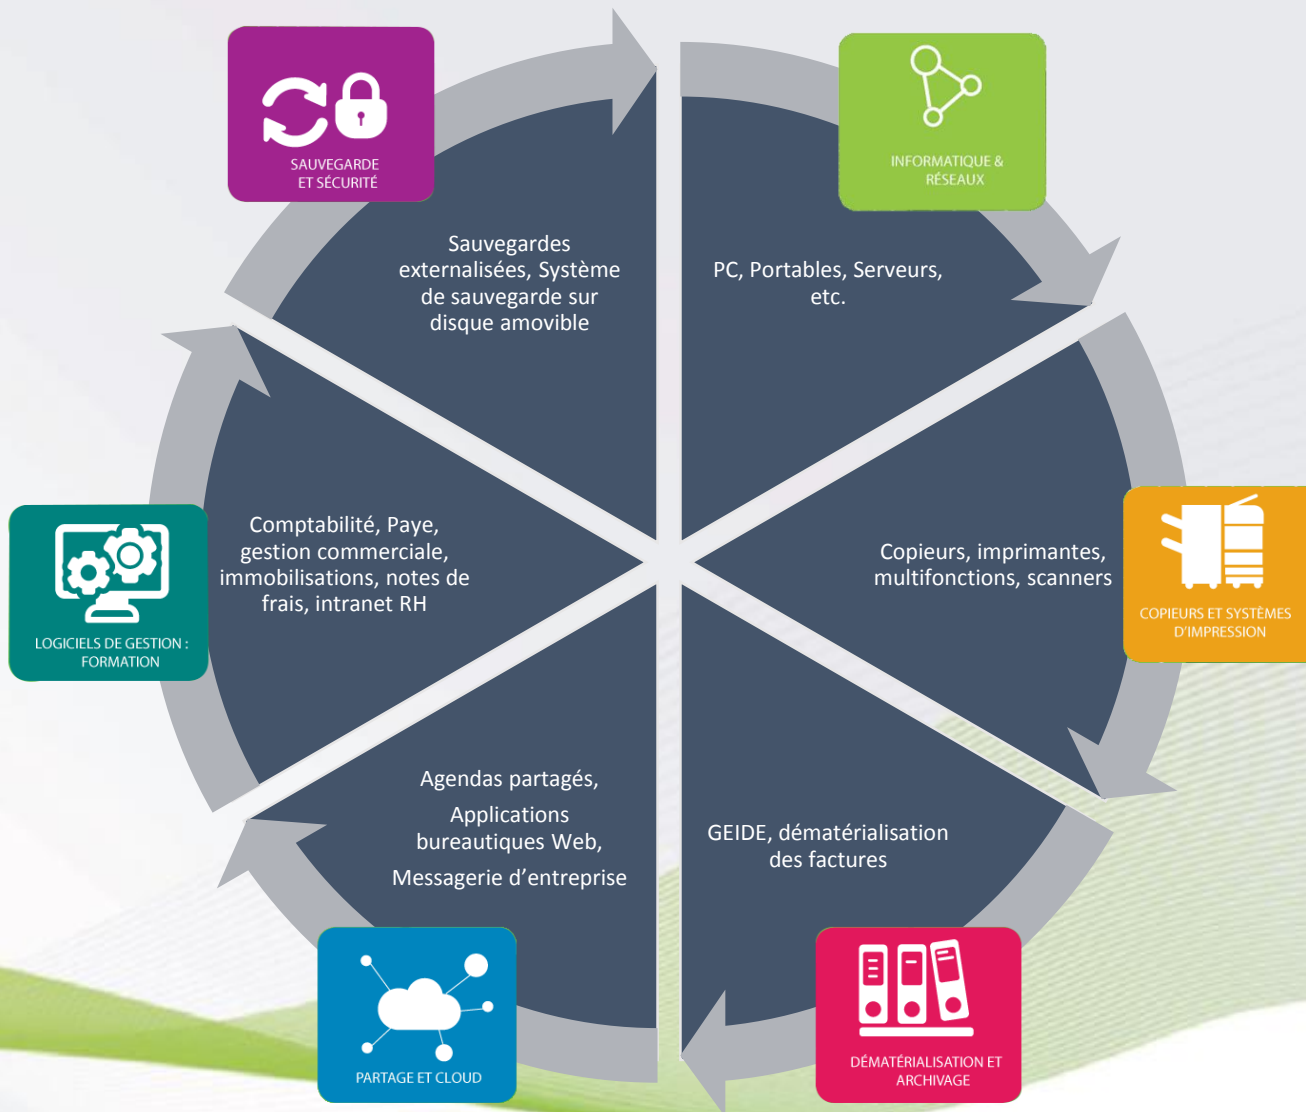 SAUVEGARDE
ET SÉCURITÉ
INFORMATIQUE &
RÉSEAUX
Sauvegardes
externalisées, Système
de sauvegarde sur
disque amovible
PC, Portables, Serveurs,
etc.
Comptabilité, Paye,
gestion commerciale,
immobilisations, notes de
frais, intranet RH
Copieurs, imprimantes,
multifonctions, scanners
LOGICIELS DE GESTION :
FORMATION
COPIEURS ET SYSTÈMES
D'IMPRESSION
Agendas partagés,
Applications
bureautiques Web,
Messagerie d’entreprise
GEIDE, dématérialisation
des factures
PARTAGE ET CLOUD
DÉMATÉRIALISATION ET
ARCHIVAGE